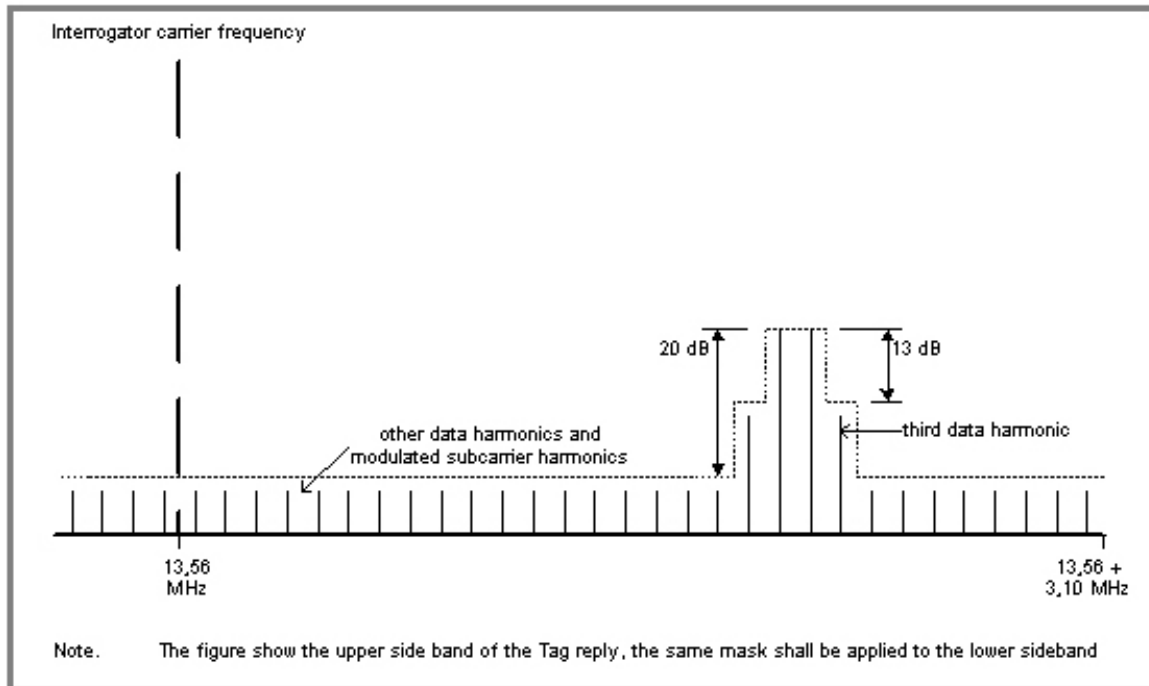 Interrogator carrier frequency
20 dB
13 dB
other data harmonics and
modulated subcarrier harmonics
third data harmonic
13,56
MHz
13,56 +
3,10 MHz
Note. The figure show the upper side band of the Tag reply, the same mask shall be applied to the lower sideband